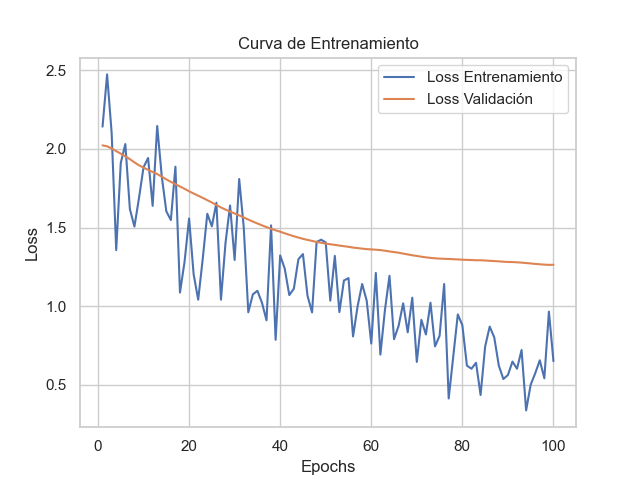 Curva de Entrenamiento
Loss Entrenamiento
Loss Validación
2.5
2.0
1.5
1.0
0.5
Loss
0 20 40 60 80 100
Epochs